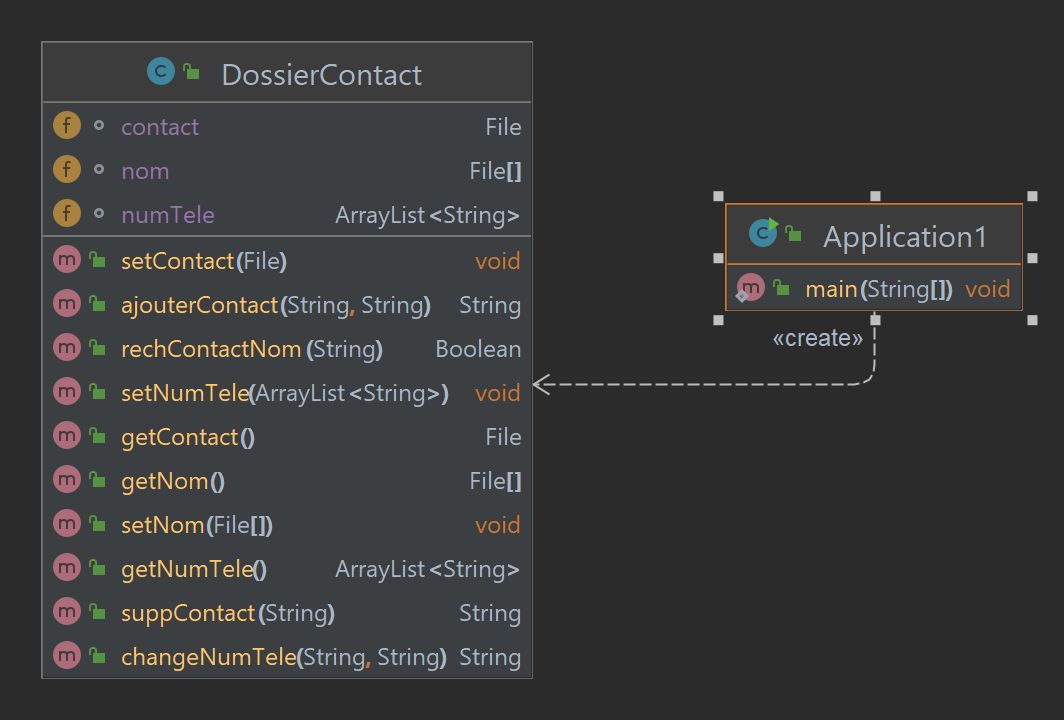 DossierContact
contact File
nom File[]
numTele ArrayList<String>
setContact(File) void
ajouterContact(String, String) String
rechContactNom(String) Boolean
setNumTele(ArrayList<String>) void
getContact() File
getNom() File[]
setNom(File[]) void
getNumTele() ArrayList<String>
suppContact(String) String
changeNumTele(String, String) String
Application1
main(String[]) void
«create»